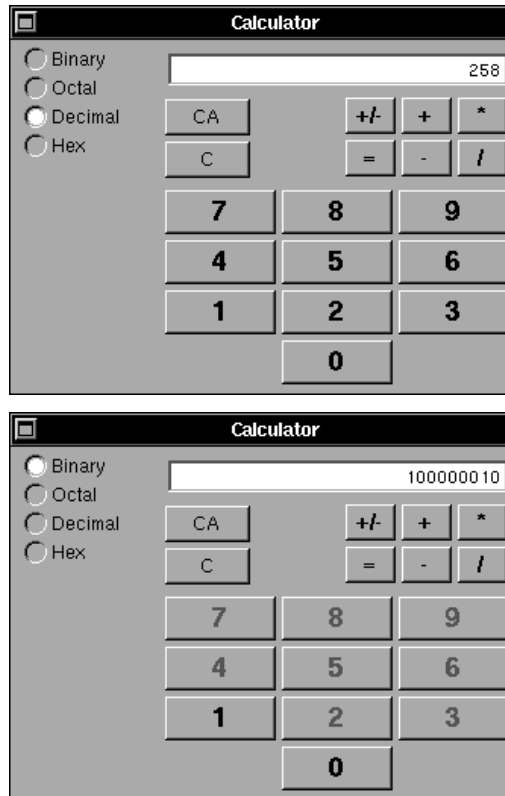 Calculator
Binary
258
Octal
Decimal
CA +/- + *
Hex
C = - /
7 8 9
4 5 6
1 2 3
0
Calculator
Binary
100000010
Octal
Decimal
CA +/- + *
Hex
C = - /
7 8 9
4 5 6
1 2 3
0